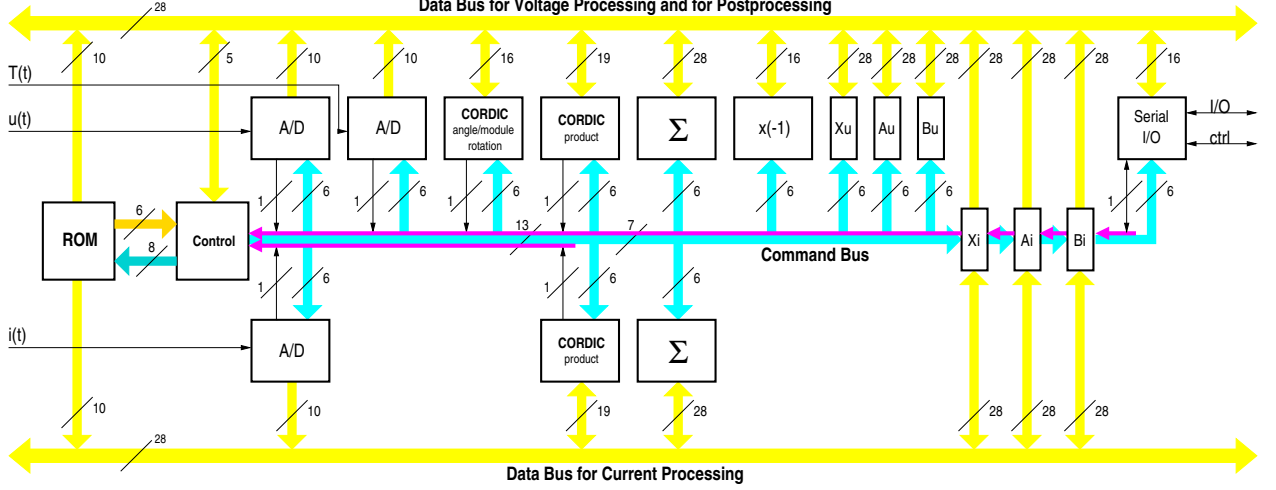 Data Bus for Voltage Processing and for Postprocessing
28
10
5
10
10
16
19
28
16
28
28
28
28
28
28
16
T(t)
u(t)
A/D
A/D
CORDIC
angle/module
rotation
CORDIC
product
Σ
x(-1)
Xu
Au
Bu
Serial
I/O
I/O
ctrl
1
6
1
6
1
6
1
6
6
6
6
6
6
1
6
ROM
6
8
Control
13
7
Command Bus
Xi
Ai
Bi
1
6
1
6
6
i(t)
A/D
CORDIC
product
Σ
10
10
19
28
28
28
28
28
Data Bus for Current Processing